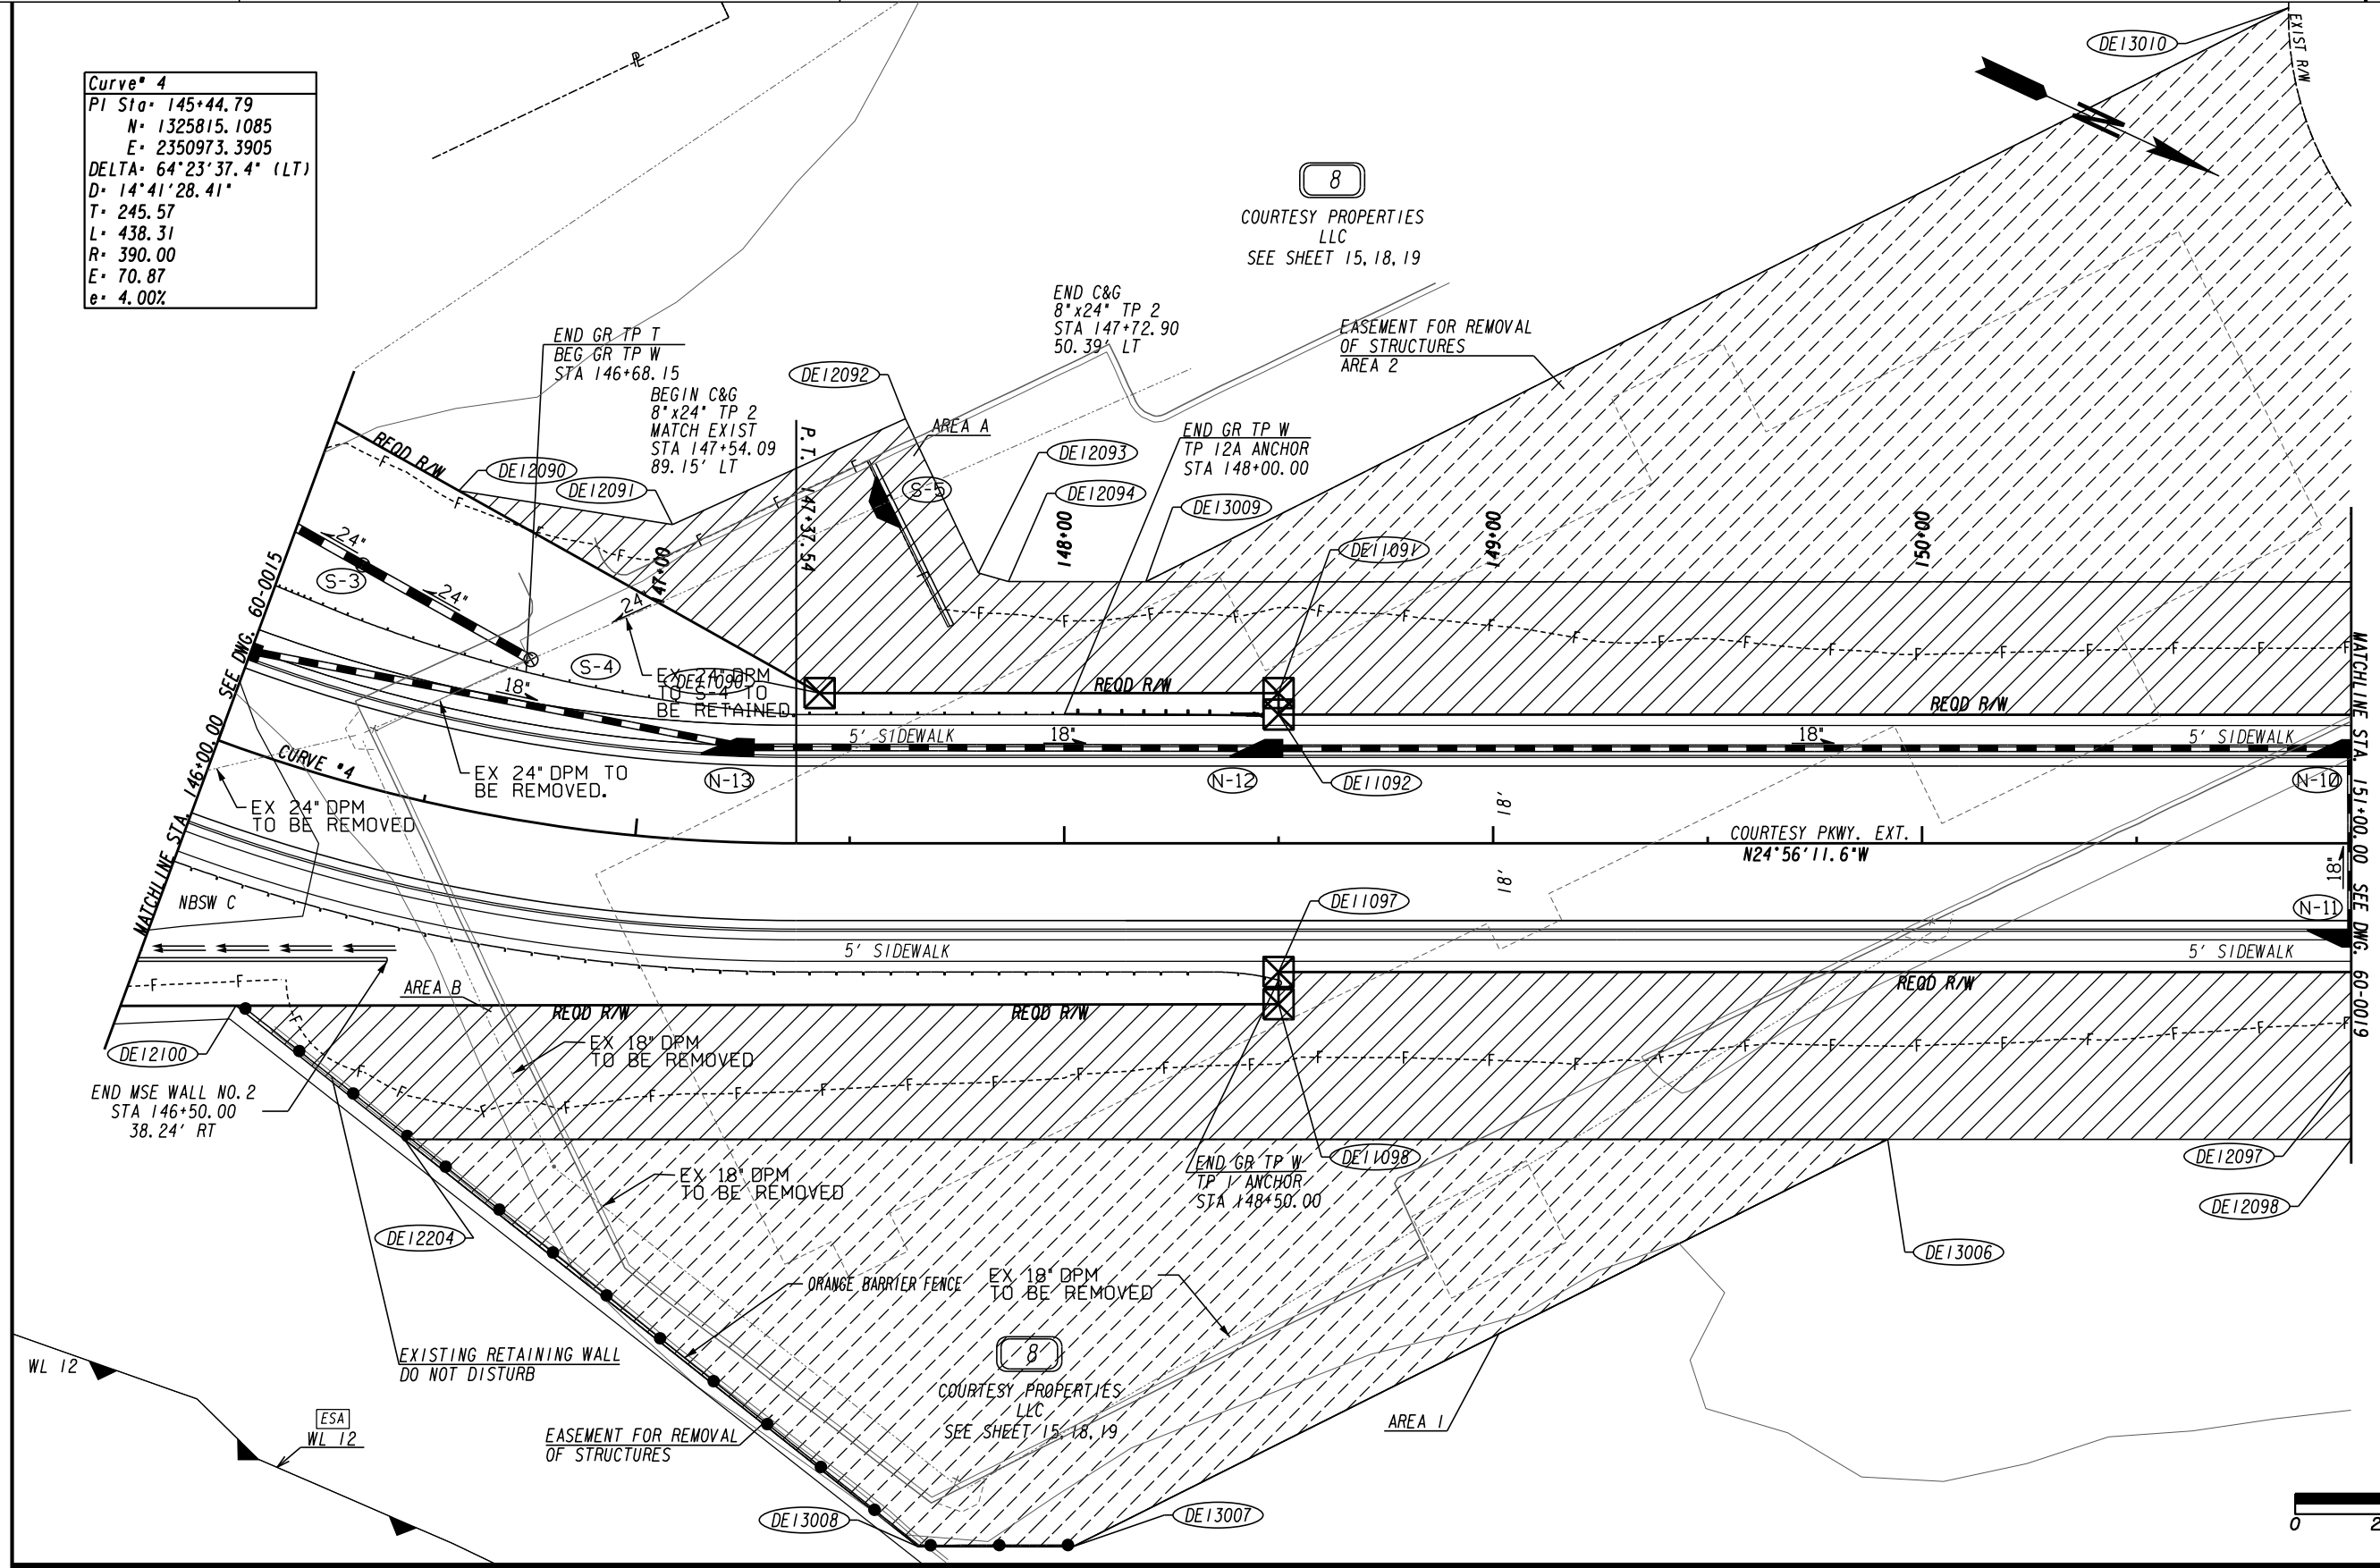 Curve# 4
PI Sta= 145+44.79
N= 1325815.1085
E= 2350973.3905
DELTA= 64°23'37.4" (LT)
D= 14°41'28.41"
T= 245.57
L= 438.31
R= 390.00
E= 70.87
e= 4.00%
PL
DE13010
EXIST R/W
N
8
COURTESY PROPERTIES
LLC
SEE SHEET 15,18,19
END C&G
8"x24" TP 2
STA 147+72.90
50.39' LT
EASEMENT FOR REMOVAL
OF STRUCTURES
AREA 2
END GR TP T
BEG GR TP W
STA 146+68.15
BEGIN C&G
8"x24" TP 2
MATCH EXIST
STA 147+54.09
89.15' LT
DE12092
AREA A
P.T. 147+37.54
DE12093
DE12094
END GR TP W
TP 12A ANCHOR
STA 148+00.00
DE13009
REQD R/W
DE12090
DE12091
S-5
147+00
148+00
149+00
150+00
DE11091
24"
S-3
24"
24"
S-4
18"
EX 24" DPM
TO S-4 TO
BE RETAINED
DE11090
REQD R/W
REQD R/W
5' SIDEWALK
18"
18"
5' SIDEWALK
N-13
N-12
DE11092
N-10
CURVE #4
EX 24" DPM TO
BE REMOVED.
EX 24" DPM
TO BE REMOVED
MATCHLINE STA. 146+00.00 SEE DWG. 60-0015
MATCHLINE STA. 151+00.00 SEE DWG. 60-0019
18'
18'
COURTESY PKWY. EXT.
N24°56'11.6"W
18"
N-11
NBSW C
DE11097
5' SIDEWALK
5' SIDEWALK
AREA B
REQD R/W
REQD R/W
REQD R/W
DE12100
EX 18" DPM
TO BE REMOVED
END MSE WALL NO. 2
STA 146+50.00
38.24' RT
DE12204
EX 18" DPM
TO BE REMOVED
END GR TP W
TP 1 ANCHOR
STA 148+50.00
DE11098
DE12097
DE12098
DE13006
ORANGE BARRIER FENCE
EX 18" DPM
TO BE REMOVED
8
COURTESY PROPERTIES
LLC
SEE SHEET 15,18,19
EXISTING RETAINING WALL
DO NOT DISTURB
EASEMENT FOR REMOVAL
OF STRUCTURES
AREA 1
WL 12
ESA
WL 12
DE13008
DE13007
0
2